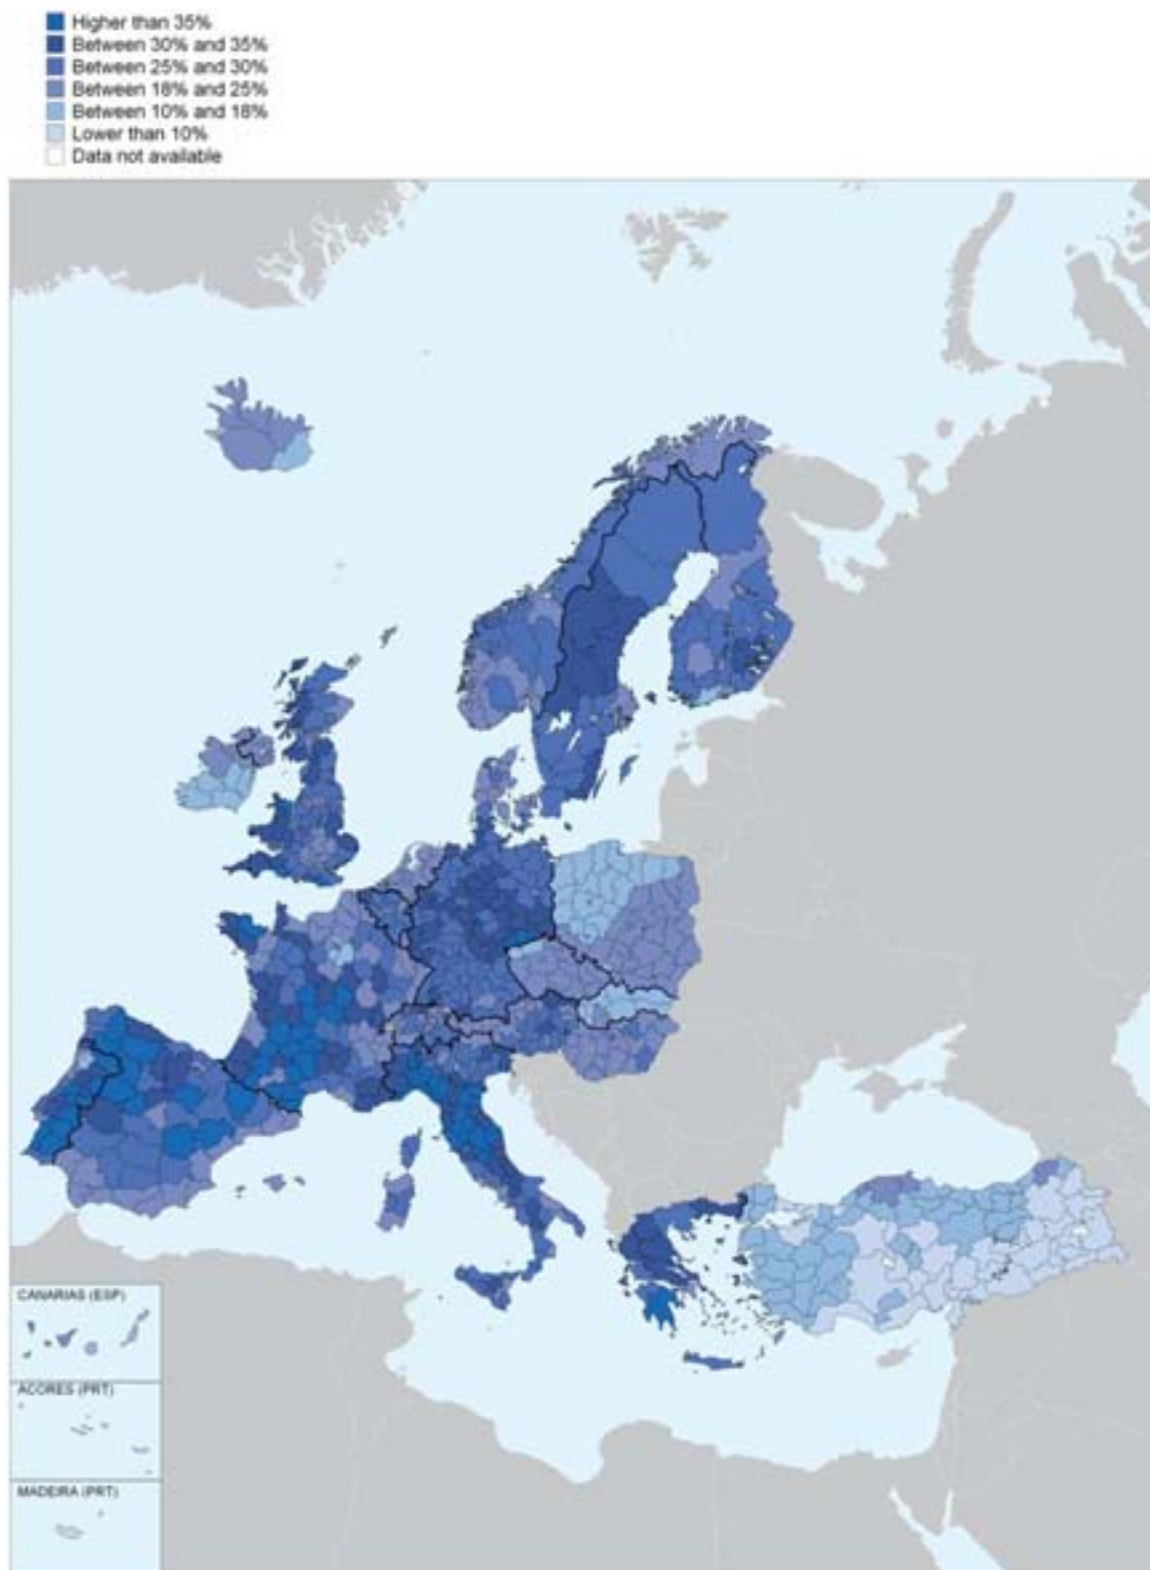 Higher than 35%
Between 30% and 35%
Between 25% and 30%
Between 18% and 25%
Between 10% and 18%
Lower than 10%
Data not available
CANARIAS (ESP)
ACORES (PRT)
MADEIRA (PRT)